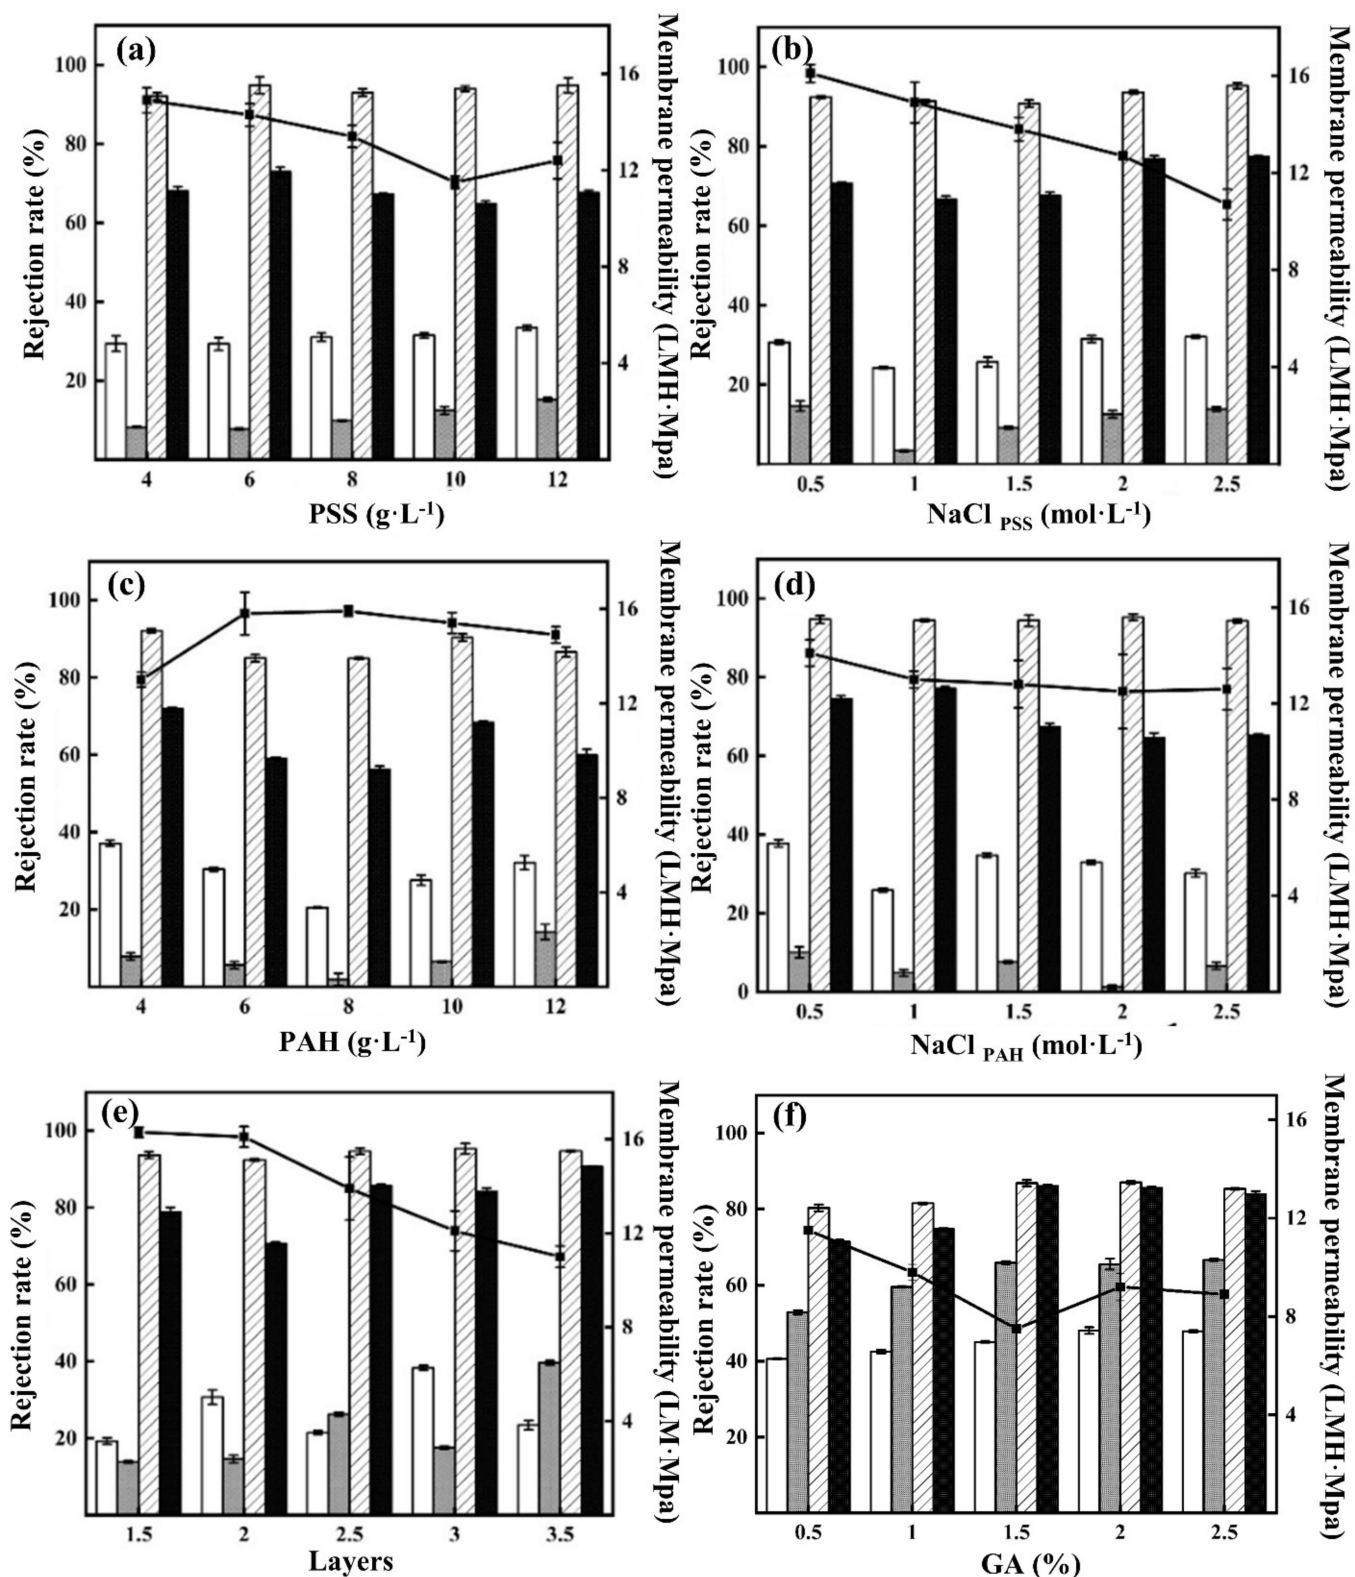 (a)
Rejection rate (%)
100
80
60
40
20
4 6 8 10 12
PSS (g·L-1)
16
12
8
4
Membrane permeability (LMH·Mpa)
(b)
Rejection rate (%)
100
80
60
40
20
0.5 1 1.5 2 2.5
NaCl PSS (mol·L-1)
16
12
8
4
Membrane permeability (LMH·Mpa)
(c)
Rejection rate (%)
100
80
60
40
20
4 6 8 10 12
PAH (g·L-1)
16
12
8
4
Membrane permeability (LMH·Mpa)
(d)
Rejection rate (%)
100
80
60
40
20
0
0.5 1 1.5 2 2.5
NaCl PAH (mol·L-1)
16
12
8
4
Membrane permeability (LMH·Mpa)
(e)
Rejection rate (%)
100
80
60
40
20
1.5 2 2.5 3 3.5
Layers
16
12
8
4
Membrane permeability (LM·Mpa)
(f)
Rejection rate (%)
100
80
60
40
20
0.5 1 1.5 2 2.5
GA (%)
16
12
8
4
Membrane permeability (LMH·Mpa)